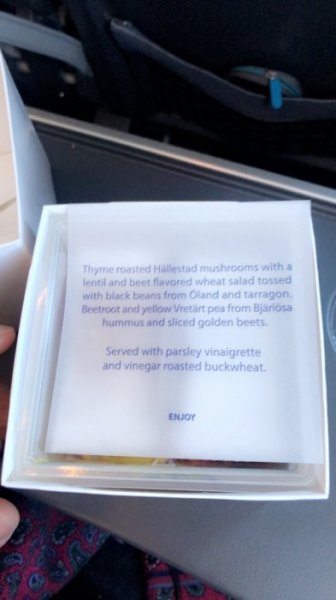 Thyme roasted Hällestad mushrooms with a
lentil and beet flavored wheat salad tossed
with black beans from Öland and tarragon.
Beetroot and yellow Vretärt pea from Bjärlösa
hummus and sliced golden beets.
Served with parsley vinaigrette
and vinegar roasted buckwheat.
ENJOY